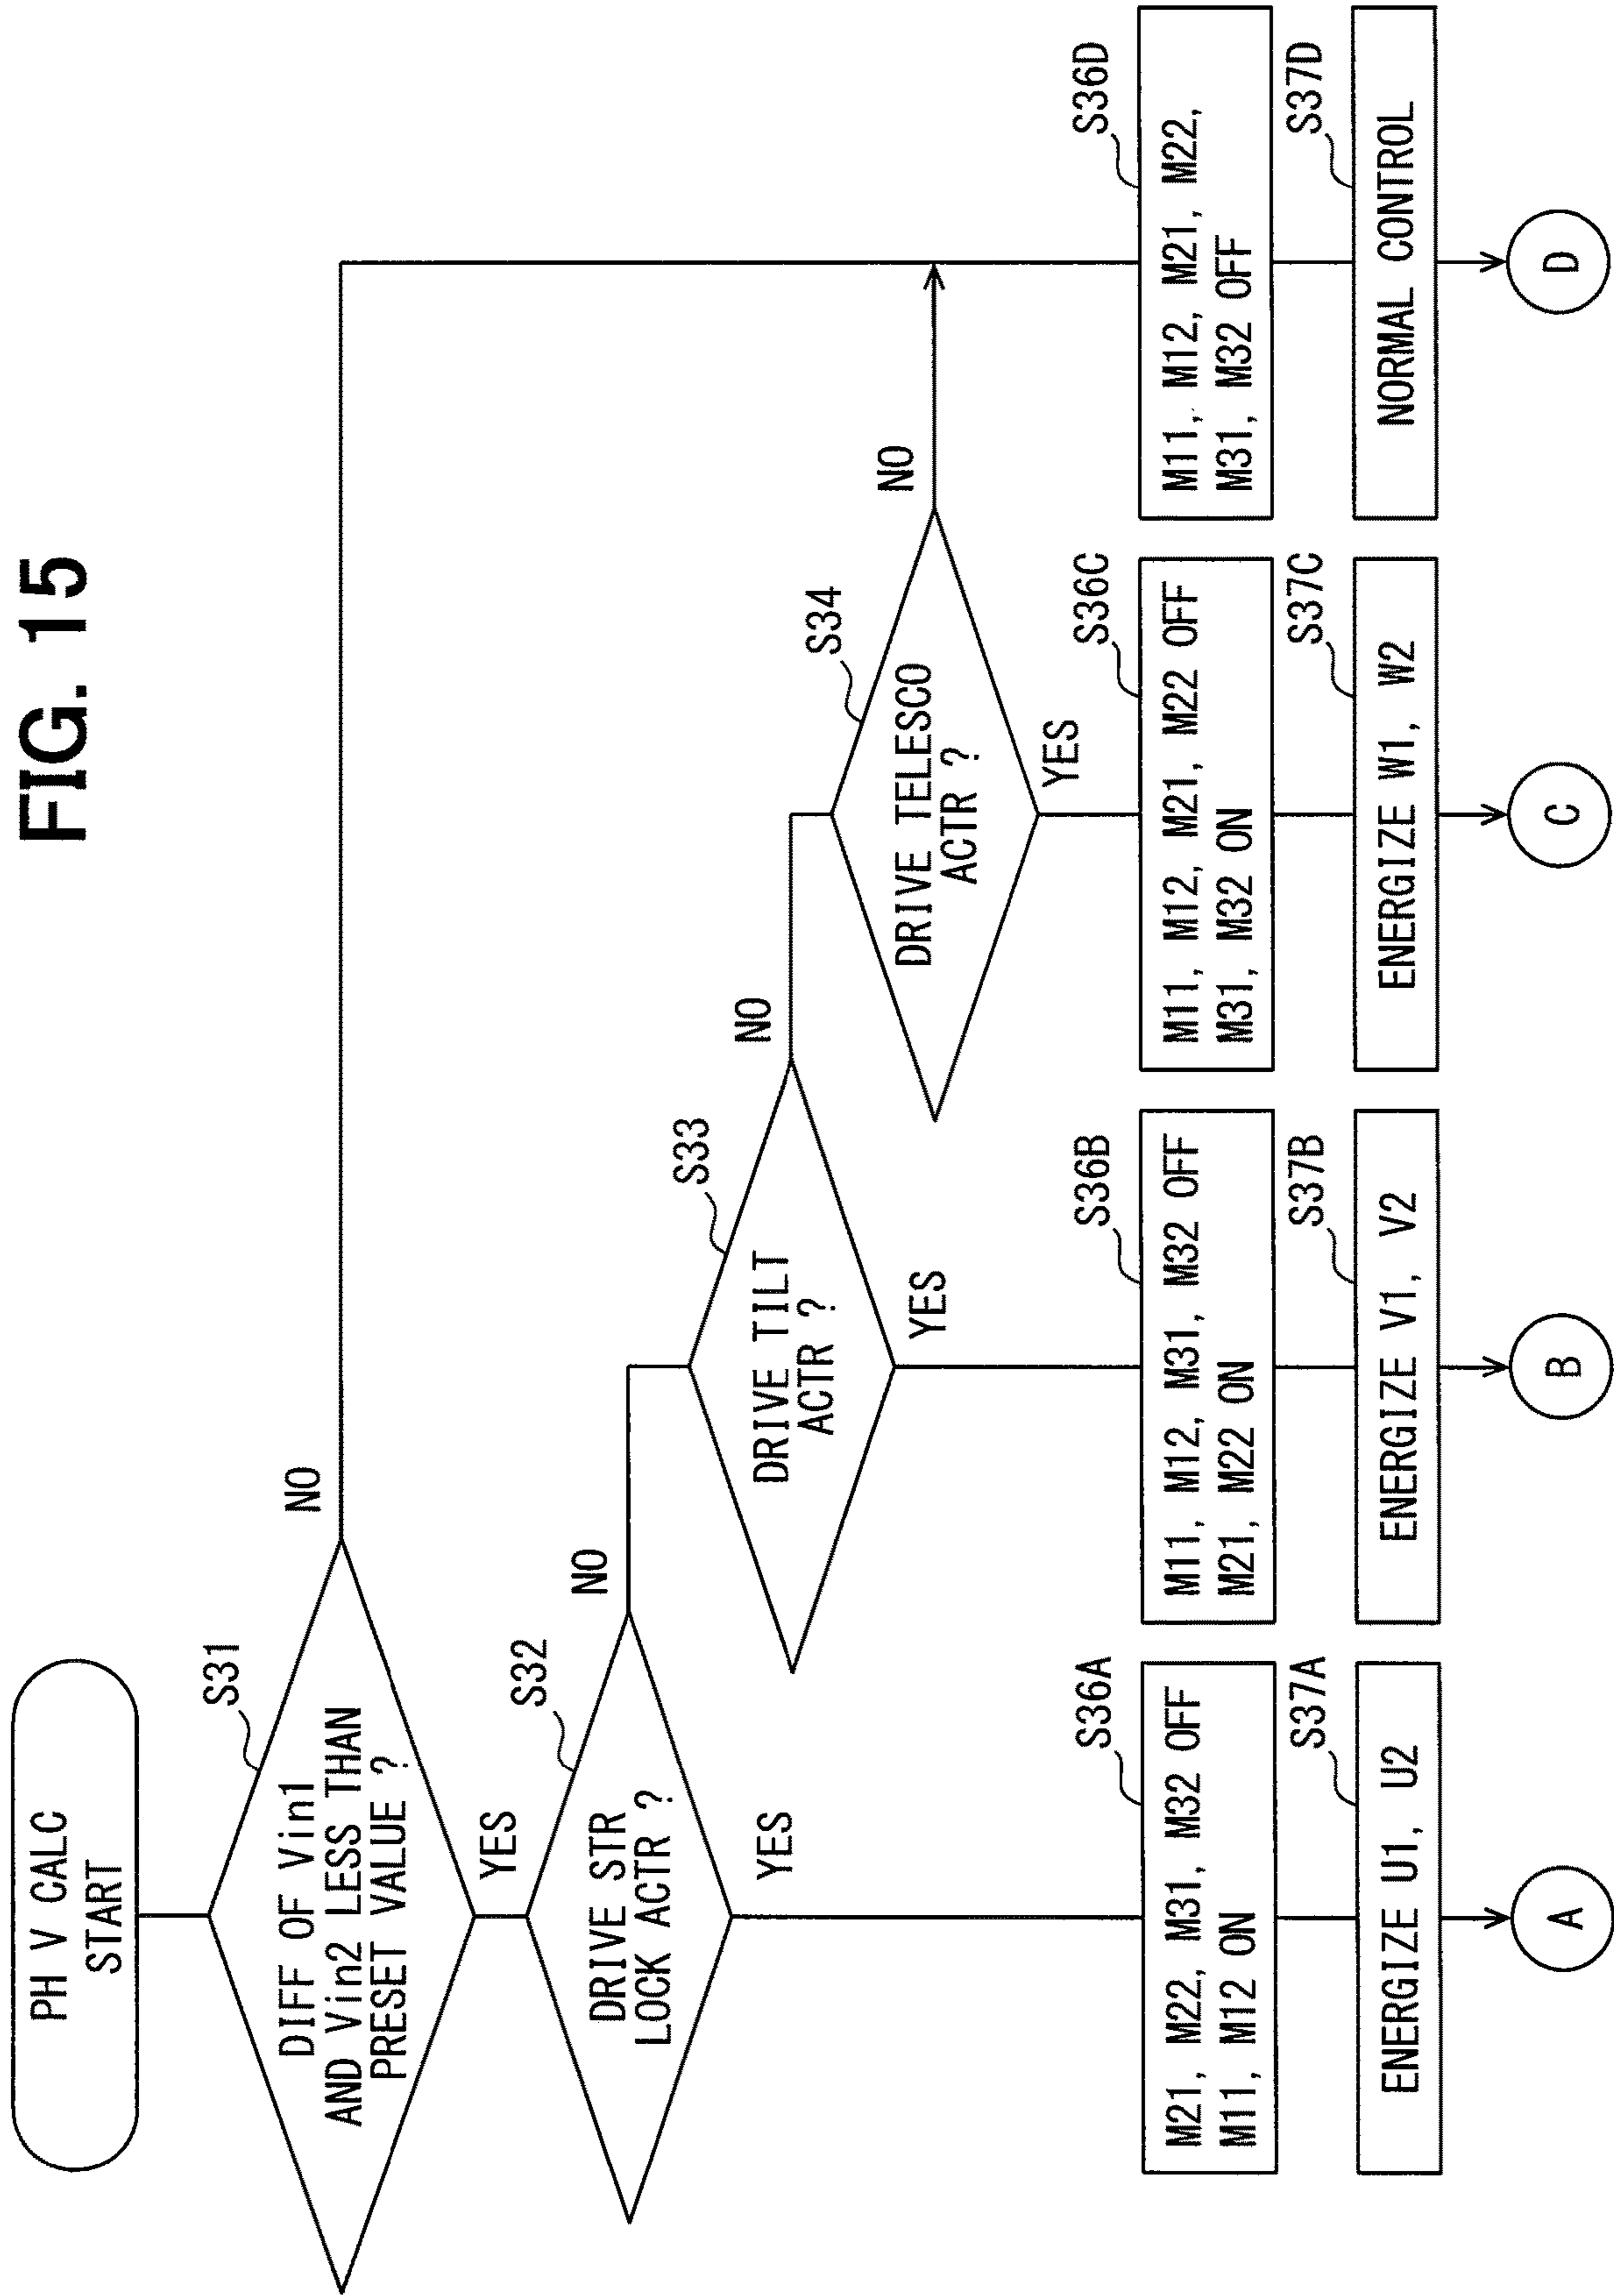 FIG. 15
PH V CALC
START
S31
DIFF OF Vin1
AND Vin2 LESS THAN
PRESET VALUE ?
NO
YES
S32
DRIVE STR
LOCK ACTR ?
NO
YES
S33
DRIVE TILT
ACTR ?
NO
YES
S34
DRIVE TELESCO
ACTR ?
NO
YES
S36A
M21, M22, M31, M32 OFF
M11, M12 ON
S36B
M11, M12, M31, M32 OFF
M21, M22 ON
S36C
M11, M12, M21, M22 OFF
M31, M32 ON
S36D
M11, M12, M21, M22,
M31, M32 OFF
S37A
ENERGIZE U1, U2
S37B
ENERGIZE V1, V2
S37C
ENERGIZE W1, W2
S37D
NORMAL CONTROL
A
B
C
D